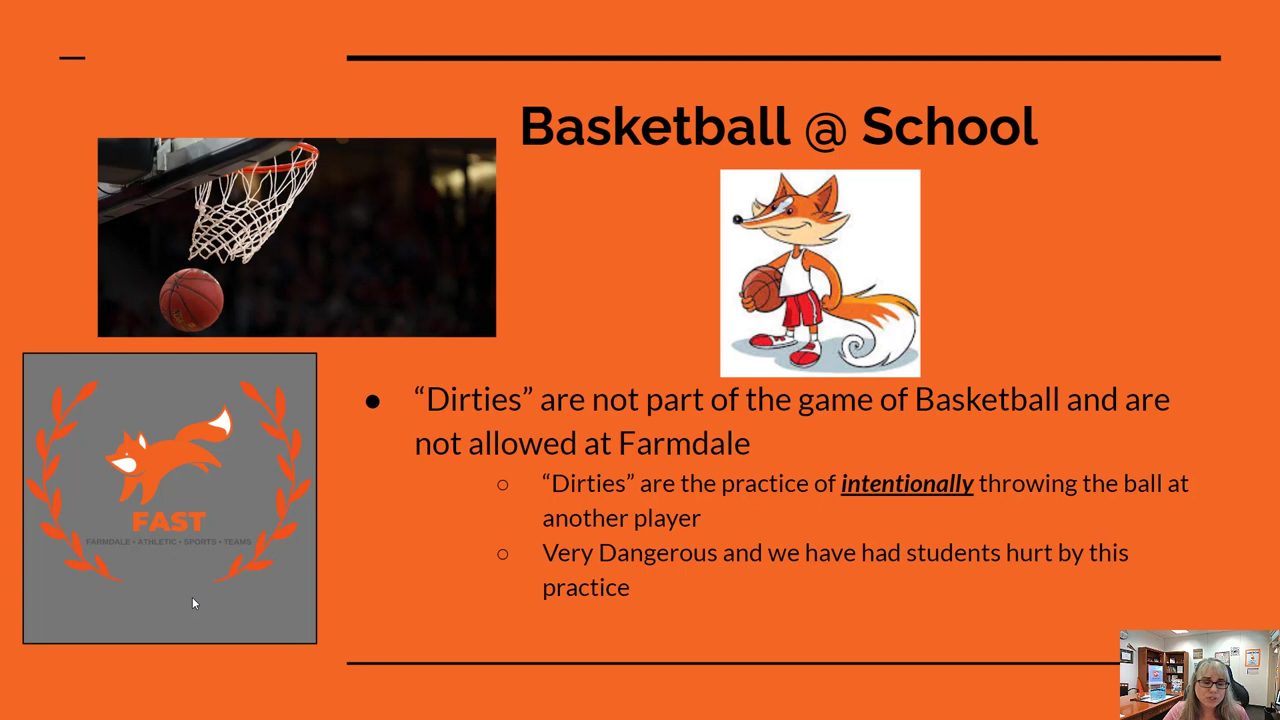 Basketball @ School
● “Dirties” are not part of the game of Basketball and are
not allowed at Farmdale
○ “Dirties” are the practice of intentionally throwing the ball at
another player
○ Very Dangerous and we have had students hurt by this
practice
FAST
FARMDALE • ATHLETIC • SPORTS • TEAMS